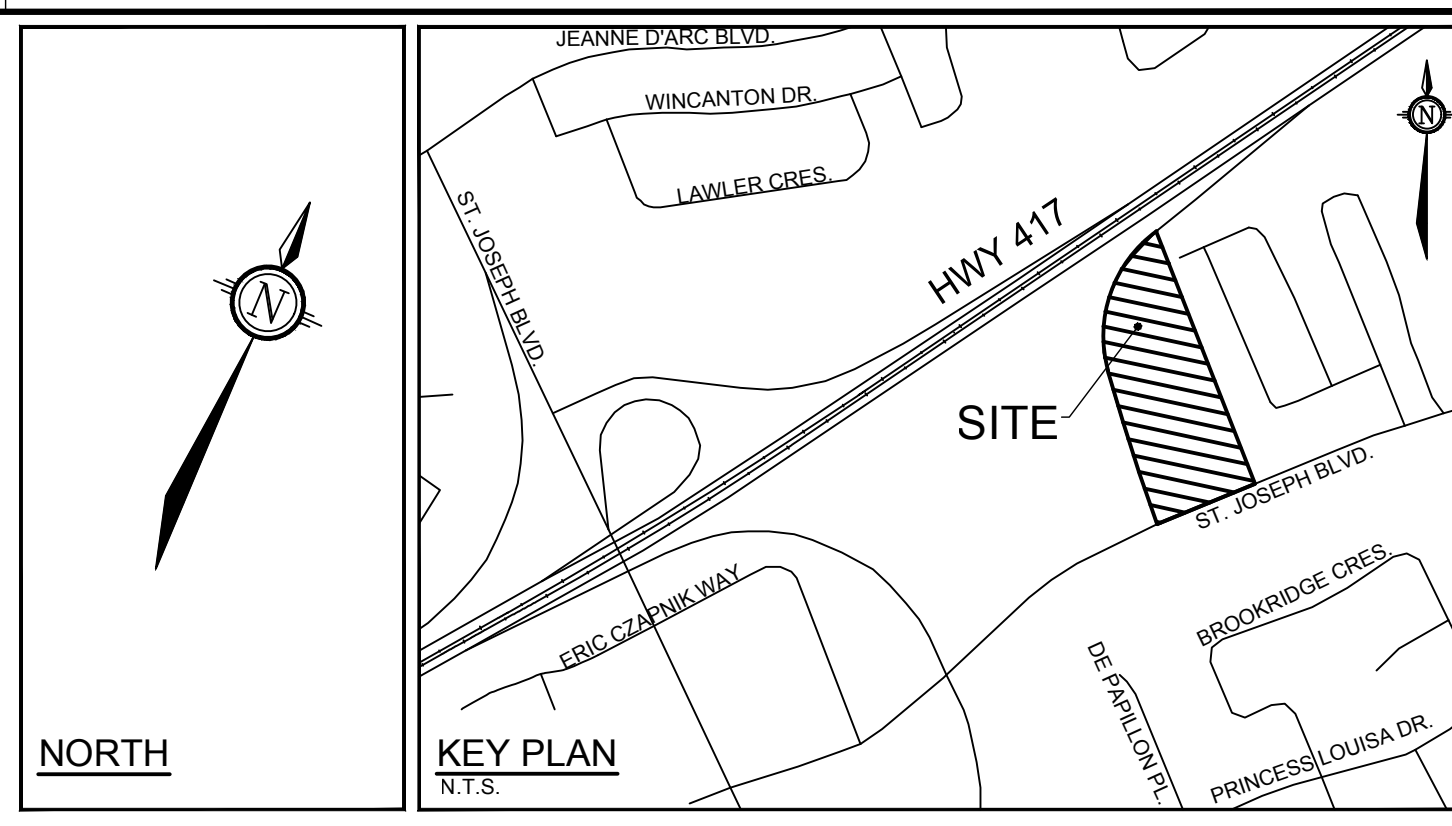 N
NORTH
JEANNE D'ARC BLVD.
WINCANTON DR.
LAWLER CRES.
ST. JOSEPH BLVD.
HWY 417
N
SITE
ST. JOSEPH BLVD.
ERIC CZAPNIK WAY
BROOKRIDGE CRES.
DE PAPILLON PL.
PRINCESS LOUISA DR.
KEY PLAN
N.T.S.